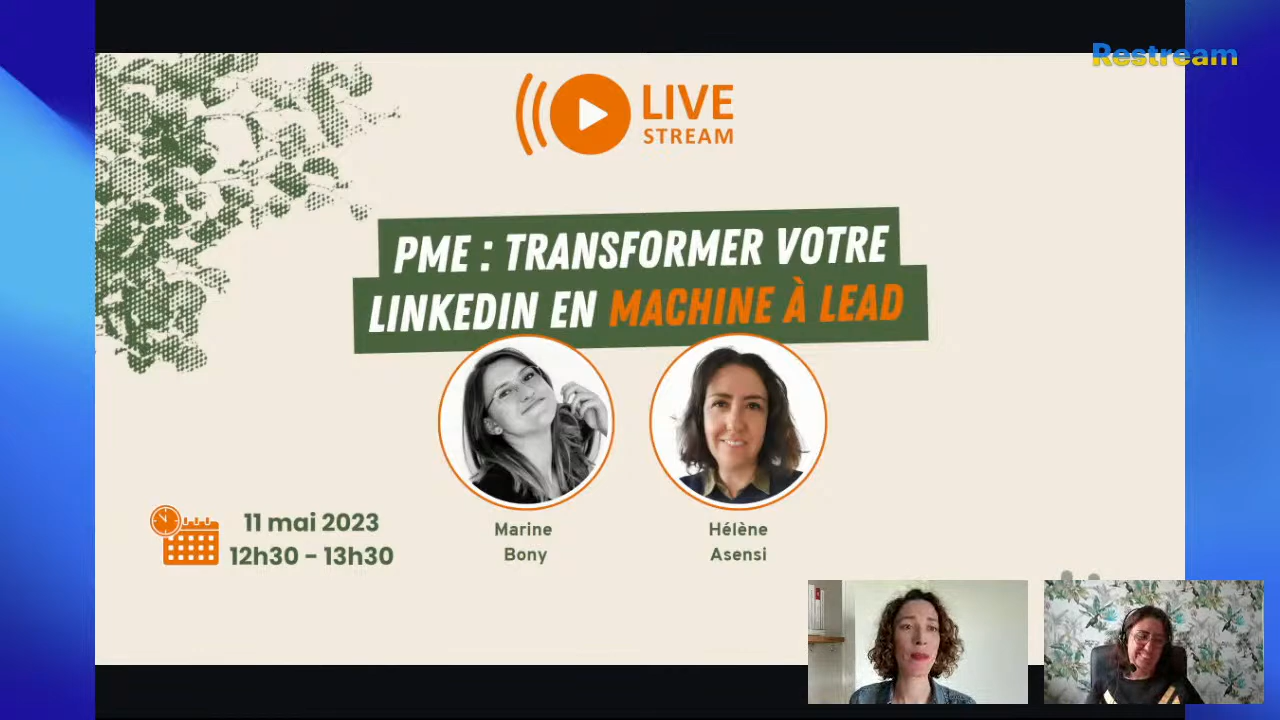 Restream
LIVE
STREAM
PME : TRANSFORMER VOTRE
LINKEDIN EN MACHINE À LEAD
11 mai 2023
12h30 - 13h30
Marine
Bony
Hélène
Asensi